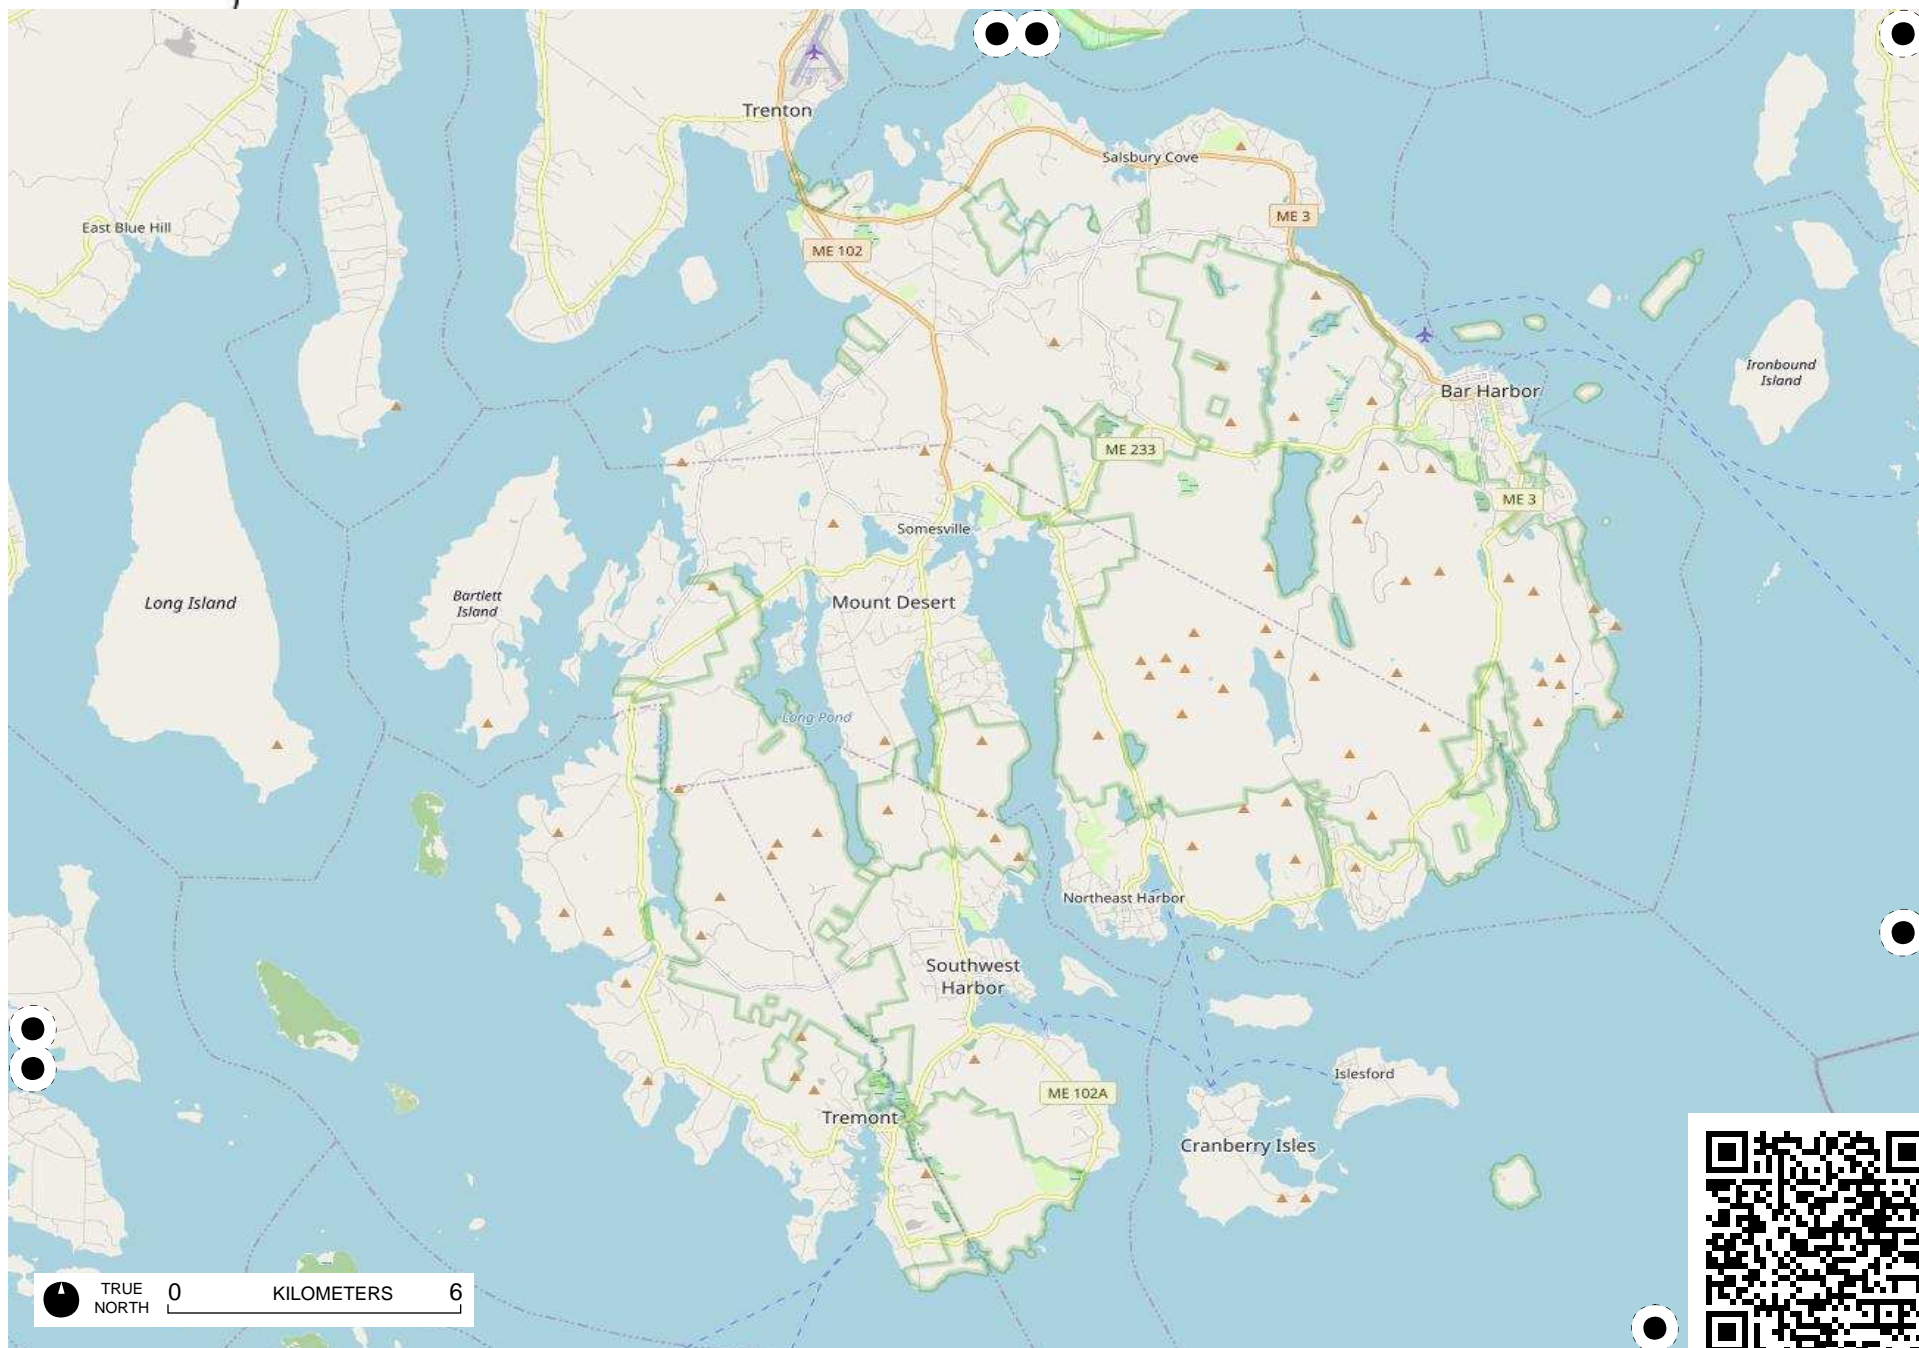 Trenton
Salsbury Cove
ME 3
East Blue Hill
ME 102
Ironbound
Island
Bar Harbor
ME 233
ME 3
Somesville
Long Island
Bartlett
Island
Mount Desert
Long Pond
Northeast Harbor
Southwest
Harbor
Islesford
ME 102A
Tremont
Cranberry Isles
TRUE
NORTH
0
KILOMETERS
6